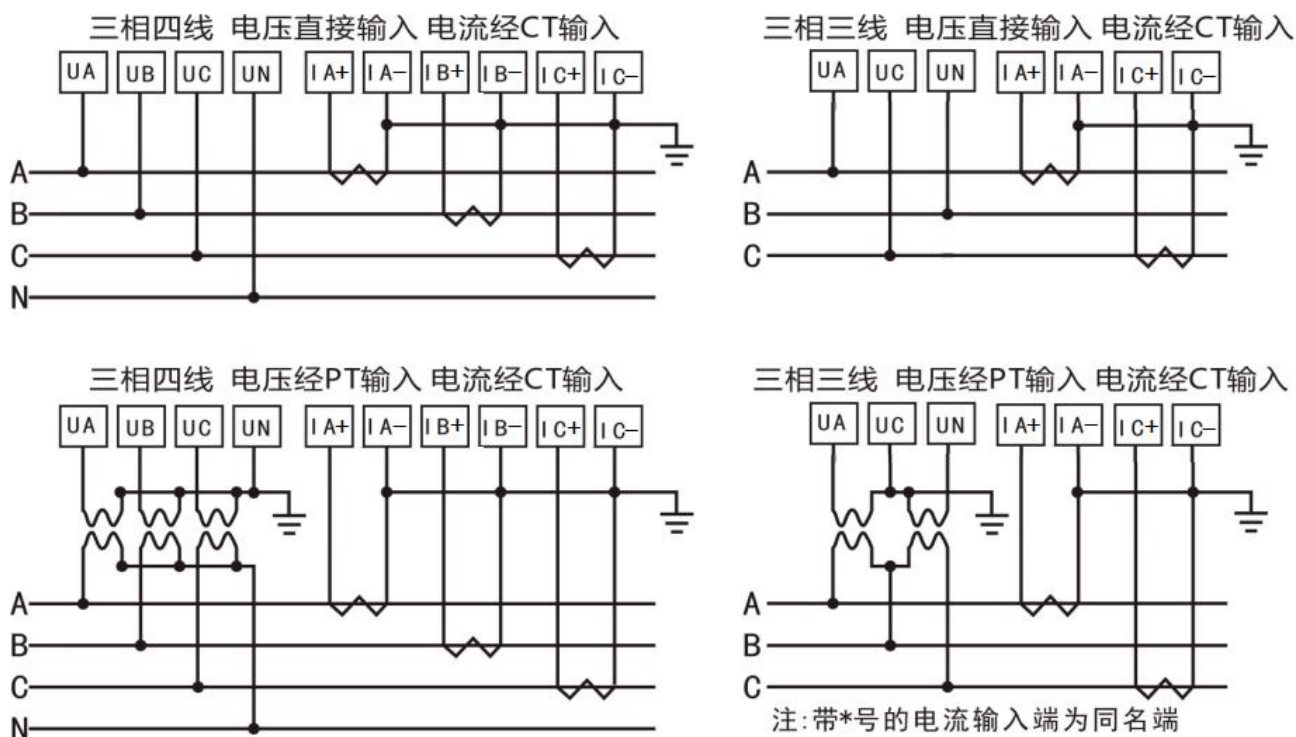 三相四线 电压直接输入 电流经CT输入
UA UB UC UN IA+ IA- IB+ IB- IC+ IC-
A
B
C
N
三相三线 电压直接输入 电流经CT输入
UA UC UN IA+ IA- IC+ IC-
A
B
C
三相四线 电压经PT输入 电流经CT输入
UA UB UC UN IA+ IA- IB+ IB- IC+ IC-
A
B
C
N
三相三线 电压经PT输入 电流经CT输入
UA UC UN IA+ IA- IC+ IC-
A
B
C
注:带*号的电流输入端为同名端